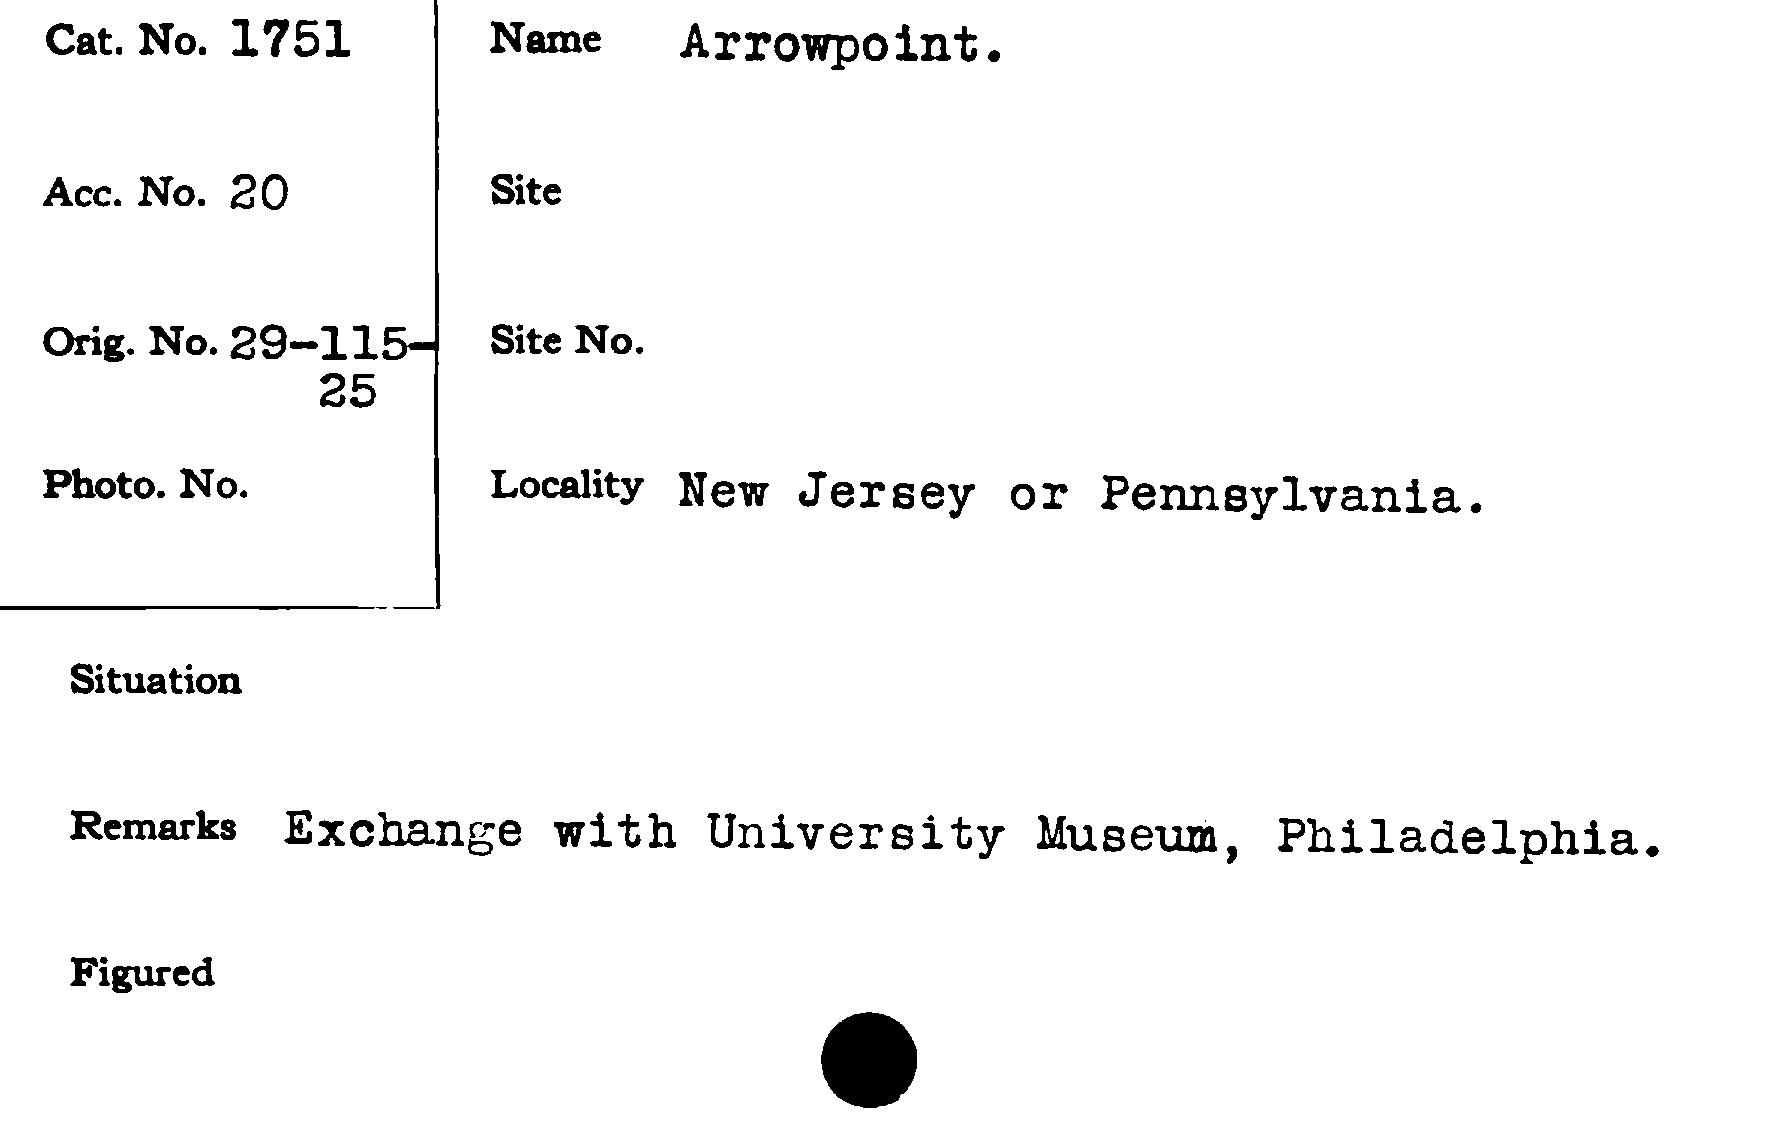 Cat. No. 1751
Name Arrowpoint.
Acc. No. 20
Site
Orig. No. 29-115-
25
Site No.
Photo. No.
Locality New Jersey or Pennsylvania.
Situation
Remarks Exchange with University Museum, Philadelphia.
Figured